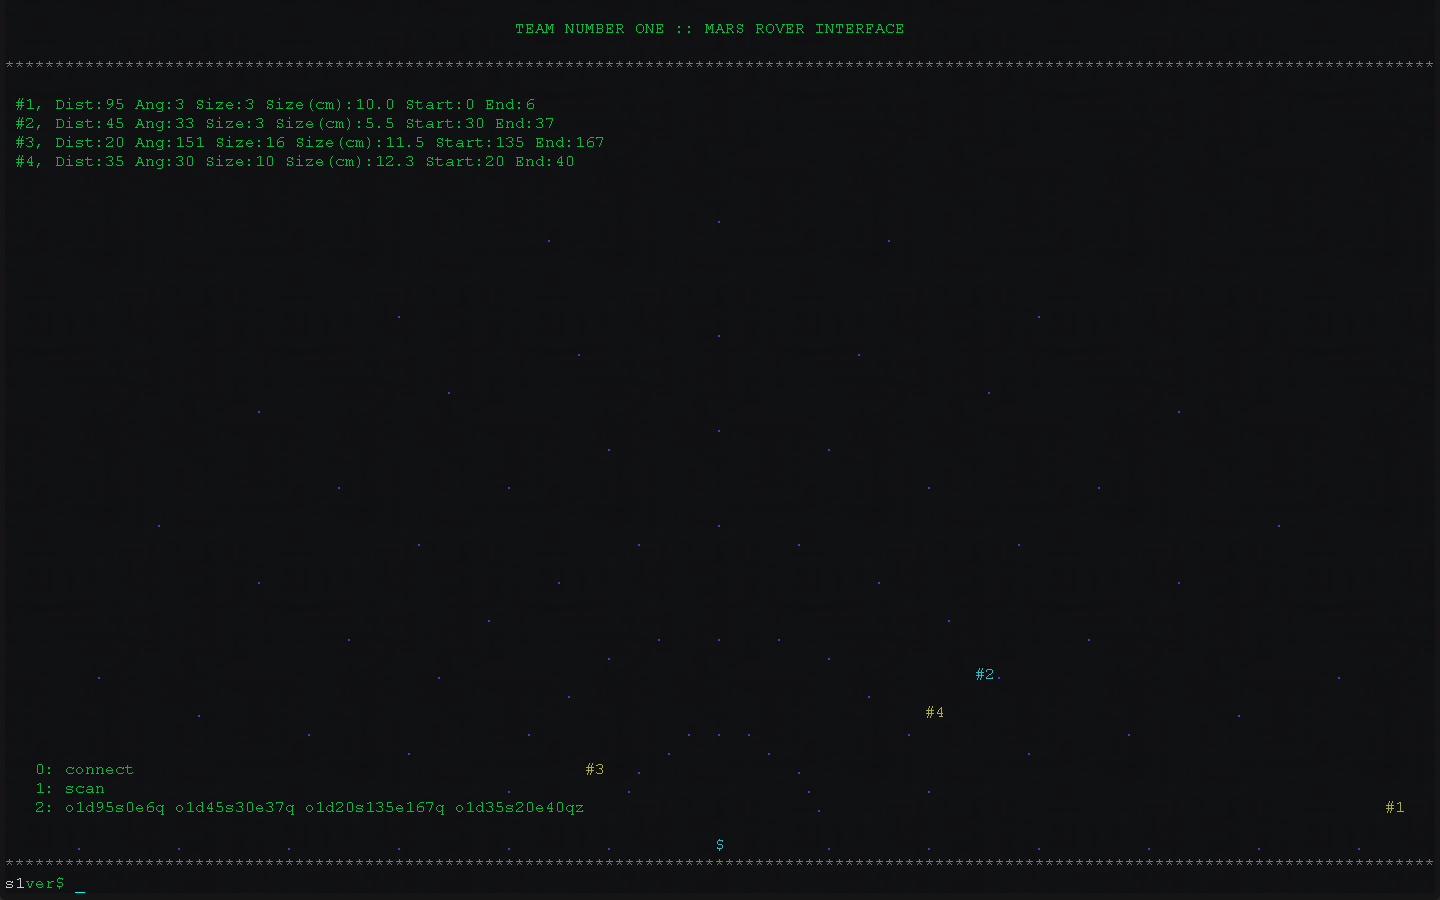 TEAM NUMBER ONE :: MARS ROVER INTERFACE
***********************************************************************************************************************************************
#1, Dist:95 Ang:3 Size:3 Size(cm):10.0 Start:0 End:6
#2, Dist:45 Ang:33 Size:3 Size(cm):5.5 Start:30 End:37
#3, Dist:20 Ang:151 Size:16 Size(cm):11.5 Start:135 End:167
#4, Dist:35 Ang:30 Size:10 Size(cm):12.3 Start:20 End:40
#2
#4
0: connect #3
1: scan
2: o1d95s0e6q o1d45s30e37q o1d20s135e167q o1d35s20e40qz #1
$
***********************************************************************************************************************************************
s1ver$ _